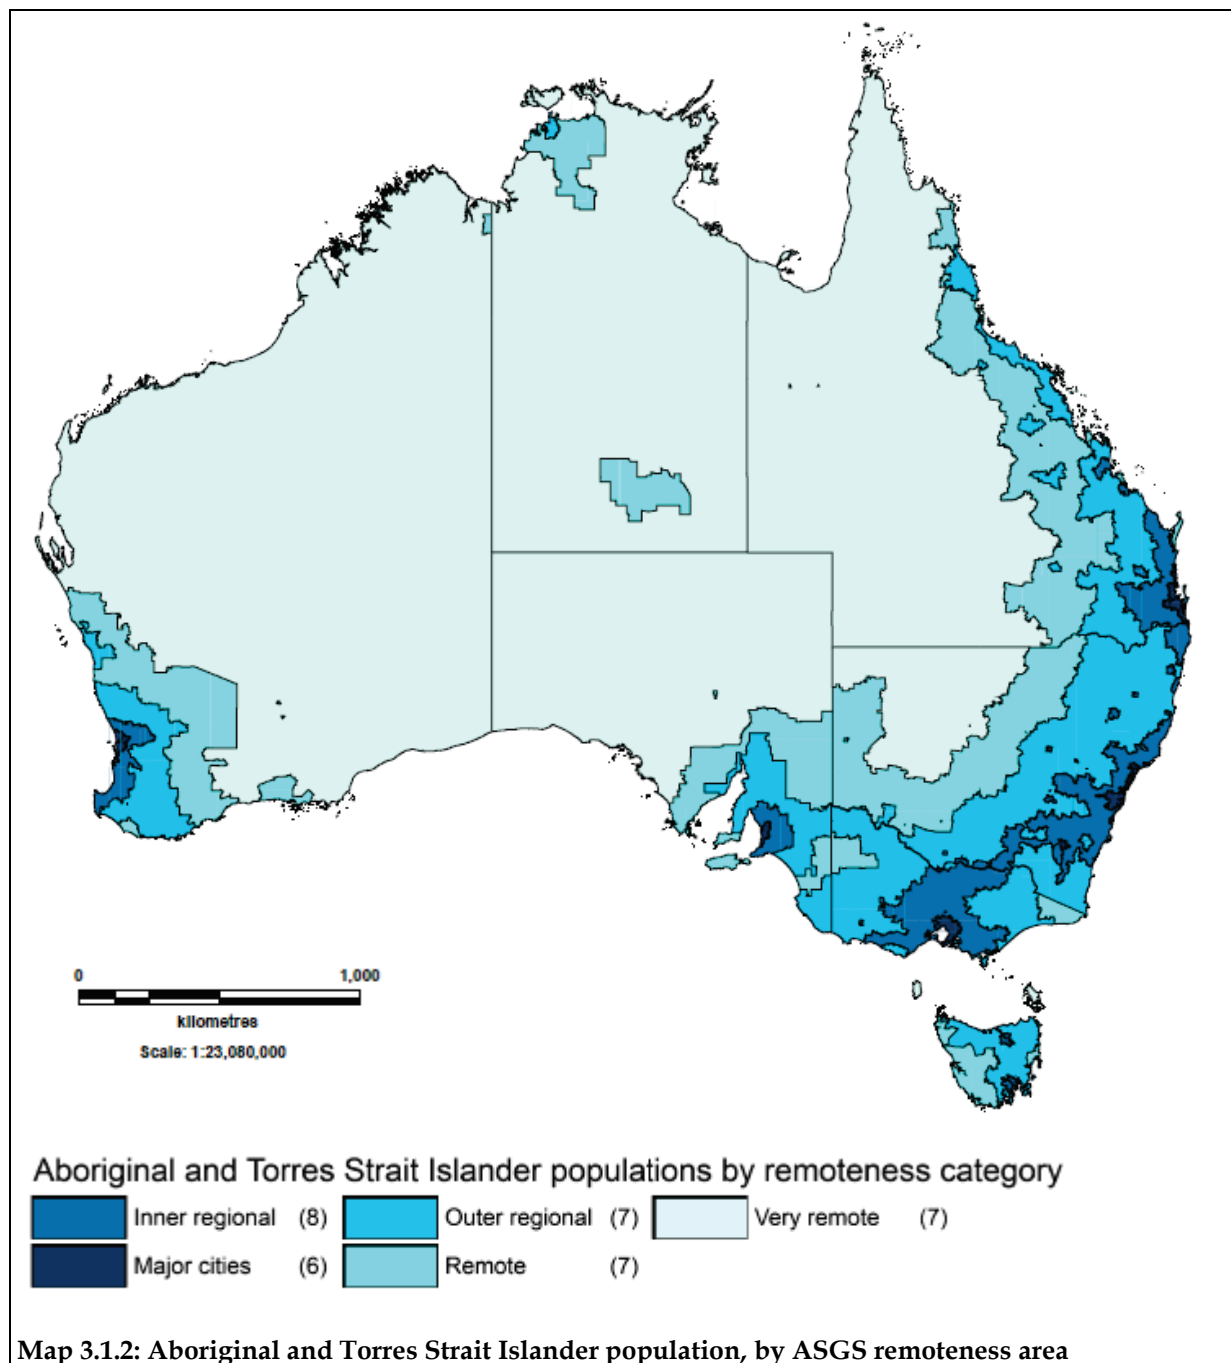 0 1,000
kilometres
Scale: 1:23,080,000
Aboriginal and Torres Strait Islander populations by remoteness category
Inner regional (8) Outer regional (7) Very remote (7)
Major cities (6) Remote (7)
Map 3.1.2: Aboriginal and Torres Strait Islander population, by ASGS remoteness area